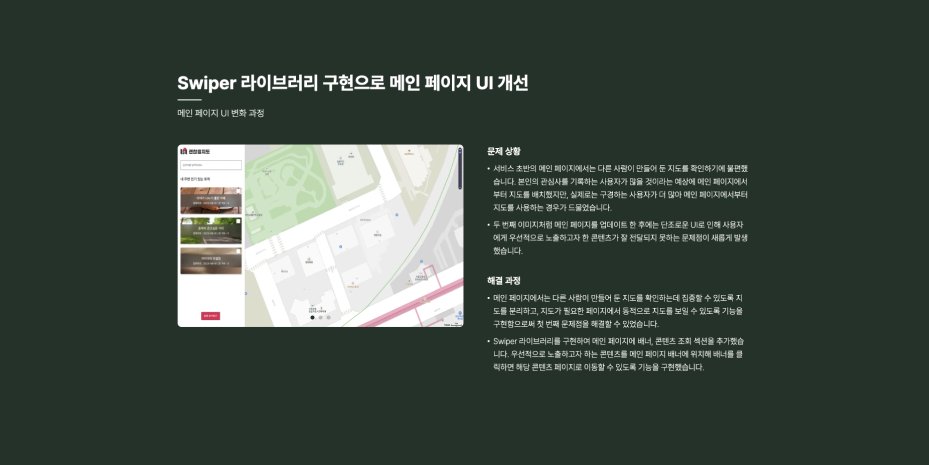 Swiper 라이브러리 구현으로 메인 페이지 UI 개선
메인 페이지 UI 변화 과정
괜찮을지도
문제 상황
• 서비스 초반의 메인 페이지에서는 다른 사람이 만들어 둔 지도를 확인하기에 불편했
습니다. 본인의 관심사를 기록하는 사용자가 많을 것이라는 예상에 메인 페이지에서
부터 지도를 배치했지만, 실제로는 구경하는 사용자가 더 많아 메인 페이지에서부터
지도를 사용하는 경우가 드물었습니다.
• 두 번째 이미지처럼 메인 페이지를 업데이트 한 후에는 단조로운 UI로 인해 사용자
에게 우선적으로 노출하고자 한 콘텐츠가 잘 전달되지 못하는 문제점이 새롭게 발생
했습니다.
해결 과정
• 메인 페이지에서는 다른 사람이 만들어 둔 지도를 확인하는데 집중할 수 있도록 지
도를 분리하고, 지도가 필요한 페이지에서 동적으로 지도를 보일 수 있도록 기능을
구현함으로써 첫 번째 문제점을 해결할 수 있었습니다.
• Swiper 라이브러리를 구현하여 메인 페이지에 배너, 콘텐츠 조회 섹션을 추가했습
니다. 우선적으로 노출하고자 하는 콘텐츠를 메인 페이지 배너에 위치해 배너를 클
릭하면 해당 콘텐츠 페이지로 이동할 수 있도록 기능을 구현했습니다.